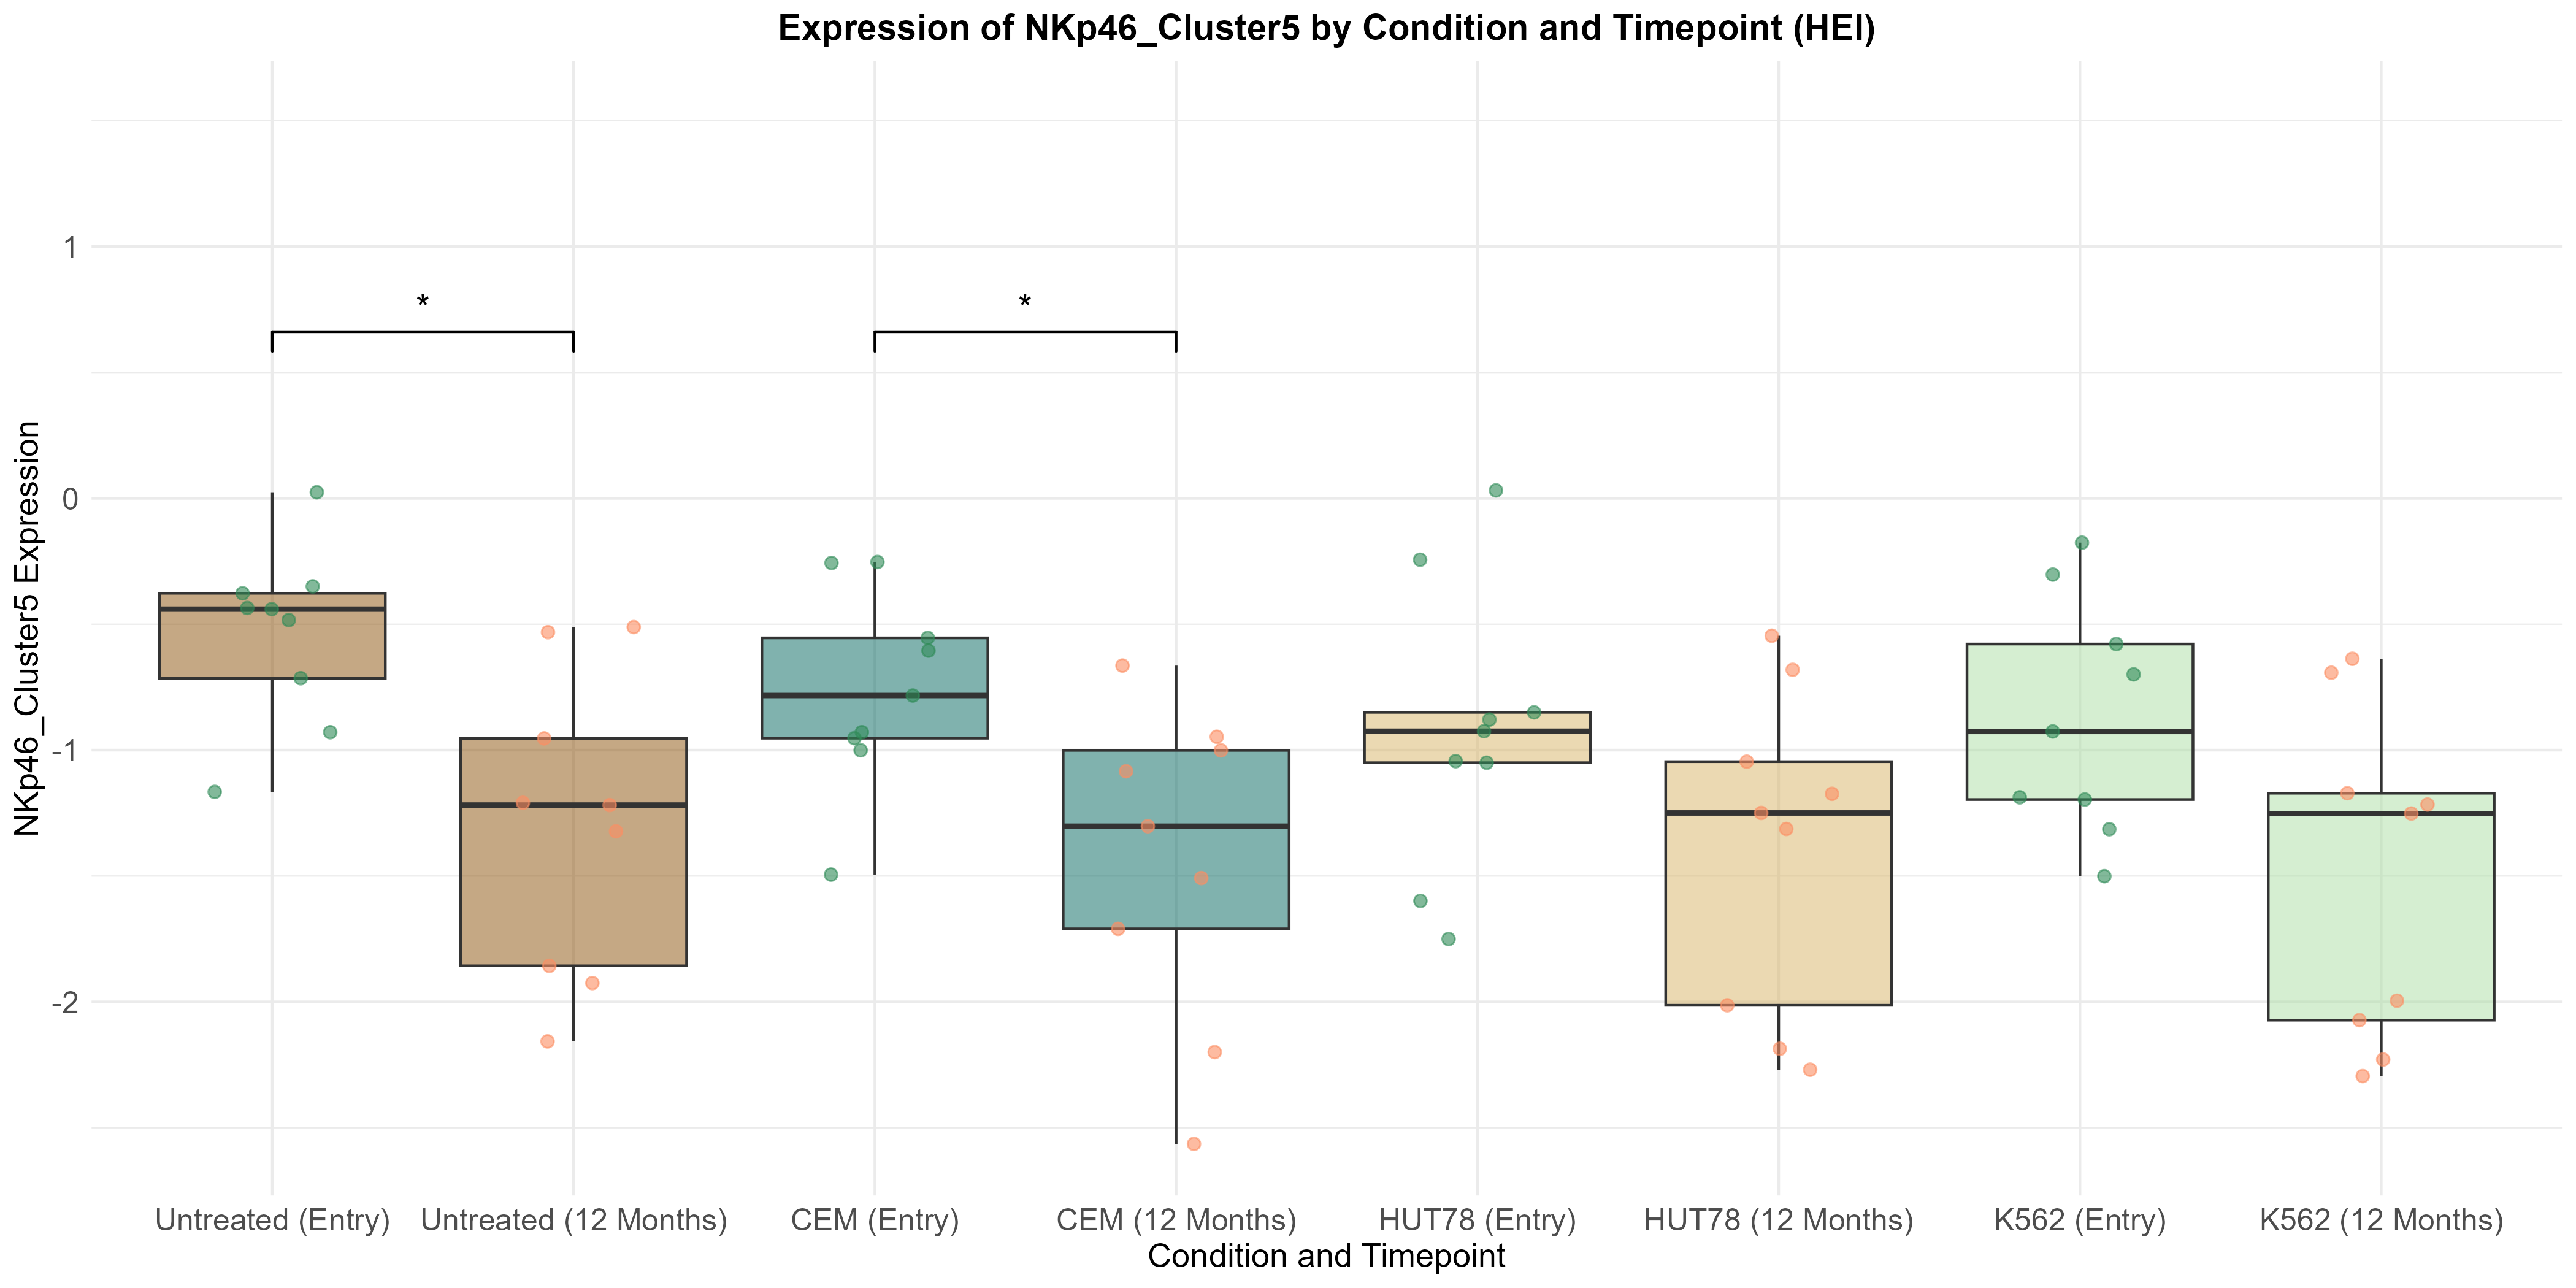 Expression of NKp46_Cluster5 by Condition and Timepoint (HEI)
NKp46_Cluster5 Expression
1
0
-1
-2
*
*
Untreated (Entry)
Untreated (12 Months)
CEM (Entry)
CEM (12 Months)
HUT78 (Entry)
HUT78 (12 Months)
K562 (Entry)
K562 (12 Months)
Condition and Timepoint